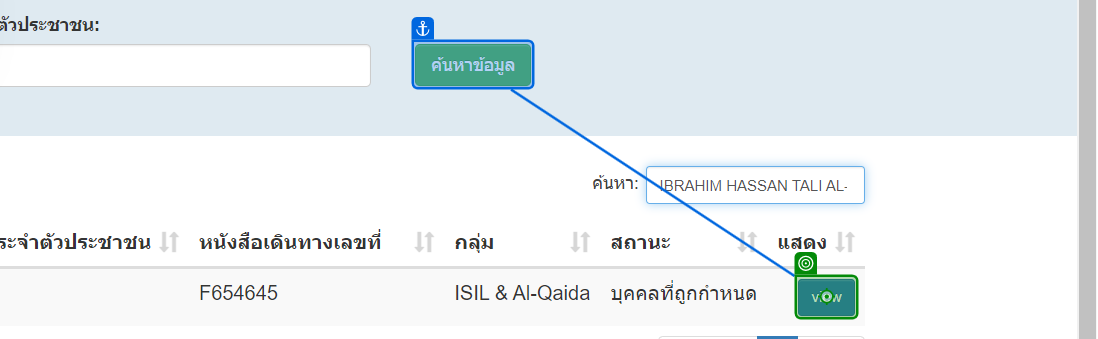 ตัวประชาชน:
ค้นหาข้อมูล
ค้นหา: IBRAHIM HASSAN TALI AL-
ระจำตัวประชาชน หนังสือเดินทางเลขที่ กลุ่ม สถานะ แสดง
F654645 ISIL & Al-Qaida บุคคลที่ถูกกำหนด view